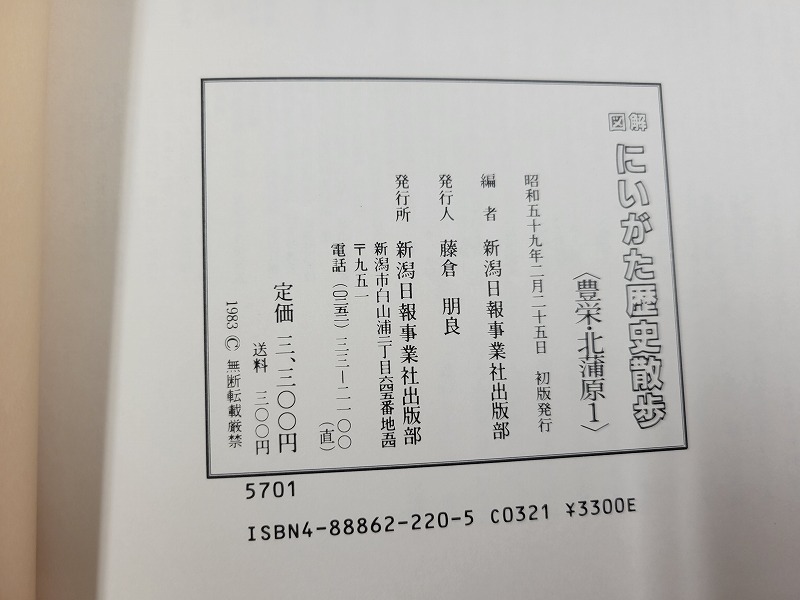 図解 にいがた歴史散歩
〈豊栄・北蒲原1〉
昭和五十九年二月二十五日 初版発行
編者 新潟日報事業社出版部
発行人 藤倉朋良
発行所 新潟日報事業社出版部
新潟市白山浦二丁目六四五番地五四
〒九五一
電話(〇二五二)三三―二一〇〇
(直)
定価 三、三〇〇円
送料 三〇〇円
1983 © 無断転載厳禁
5701
ISBN4-88862-220-5 C0321 ¥3300E